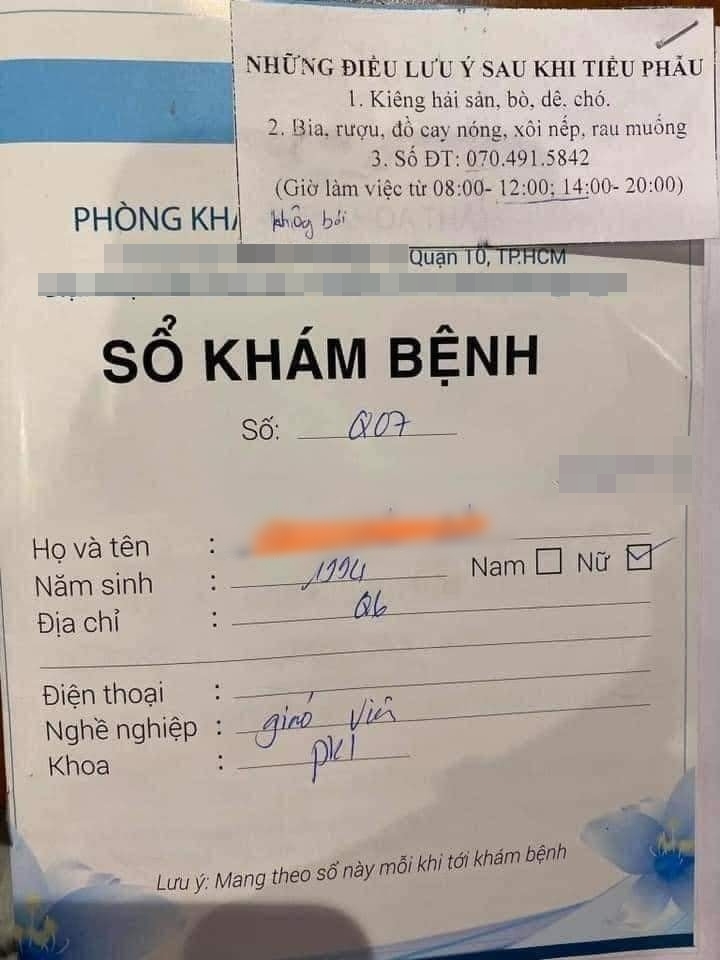 NHỮNG ĐIỀU LƯU Ý SAU KHI TIỂU PHẪU
1. Kiêng hải sản, bò, dê, chó.
2. Bia, rượu, đồ cay nóng, xôi nếp, rau muống
3. Số ĐT: 070.491.5842
(Giờ làm việc từ 08:00- 12:00; 14:00- 20:00)
không bói
PHÒNG KHÁ
Quận 10, TP.HCM
SỔ KHÁM BỆNH
Số: Q07
Họ và tên :
Năm sinh : 1994 Nam Nữ
Địa chỉ : Q6
Điện thoại :
Nghề nghiệp : giáo viên
Khoa : PK1
Lưu ý: Mang theo sổ này mỗi khi tới khám bệnh